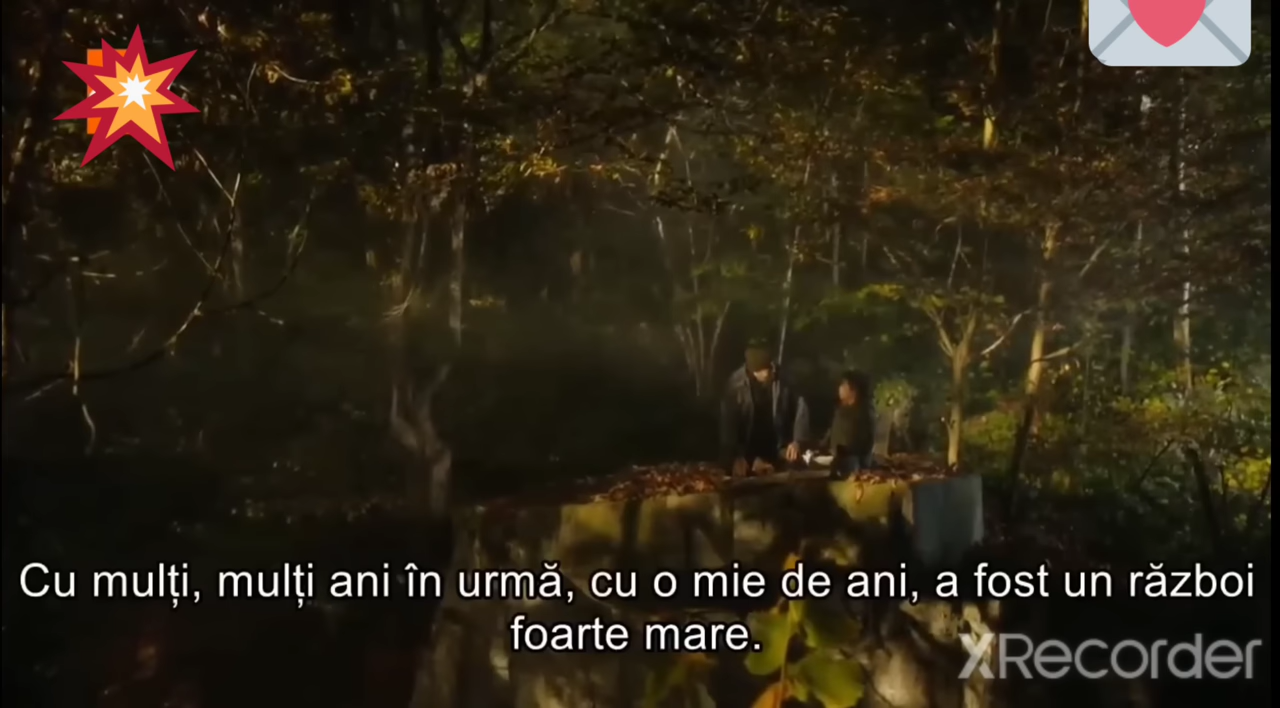 Cu mulți, mulți ani în urmă, cu o mie de ani, a fost un război
foarte mare.
XRecorder